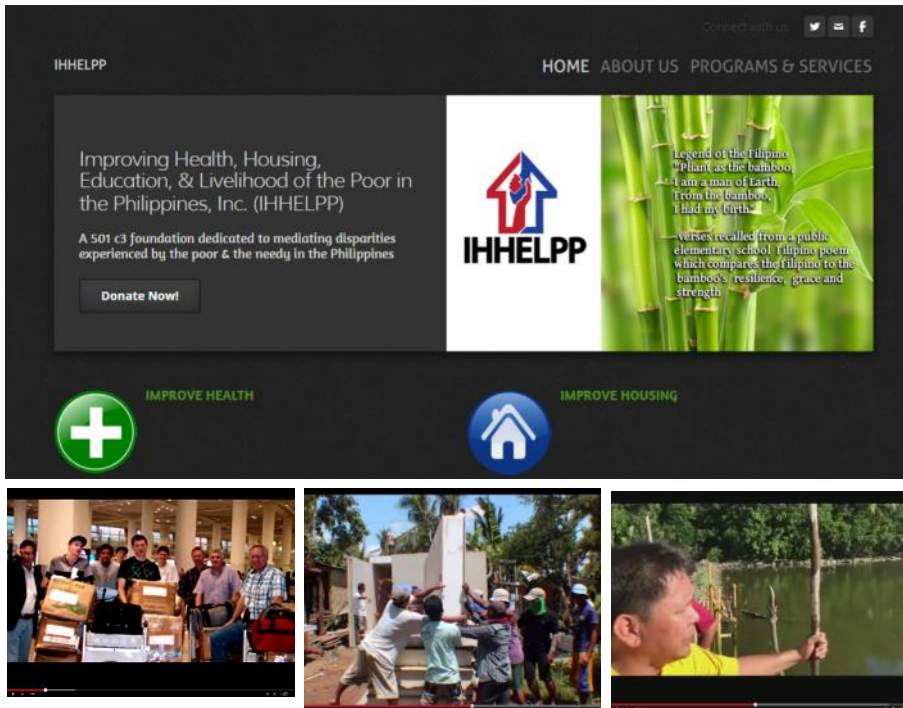 Connect with us
IHHELPP
HOME ABOUT US PROGRAMS & SERVICES
Improving Health, Housing,
Education, & Livelihood of the Poor in
the Philippines, Inc. (IHHELPP)
A 501 c3 foundation dedicated to mediating disparities
experienced by the poor & the needy in the Philippines
Donate Now!
IHHELPP
Legend of the Filipino
"Pliant as the bamboo,
I am a man of Earth,
From the bamboo,
I had my birth"
-verses recalled from a public
elementary school Filipino poem
which compares the Filipino to the
bamboo's resilience, grace and
strength
IMPROVE HEALTH
IMPROVE HOUSING